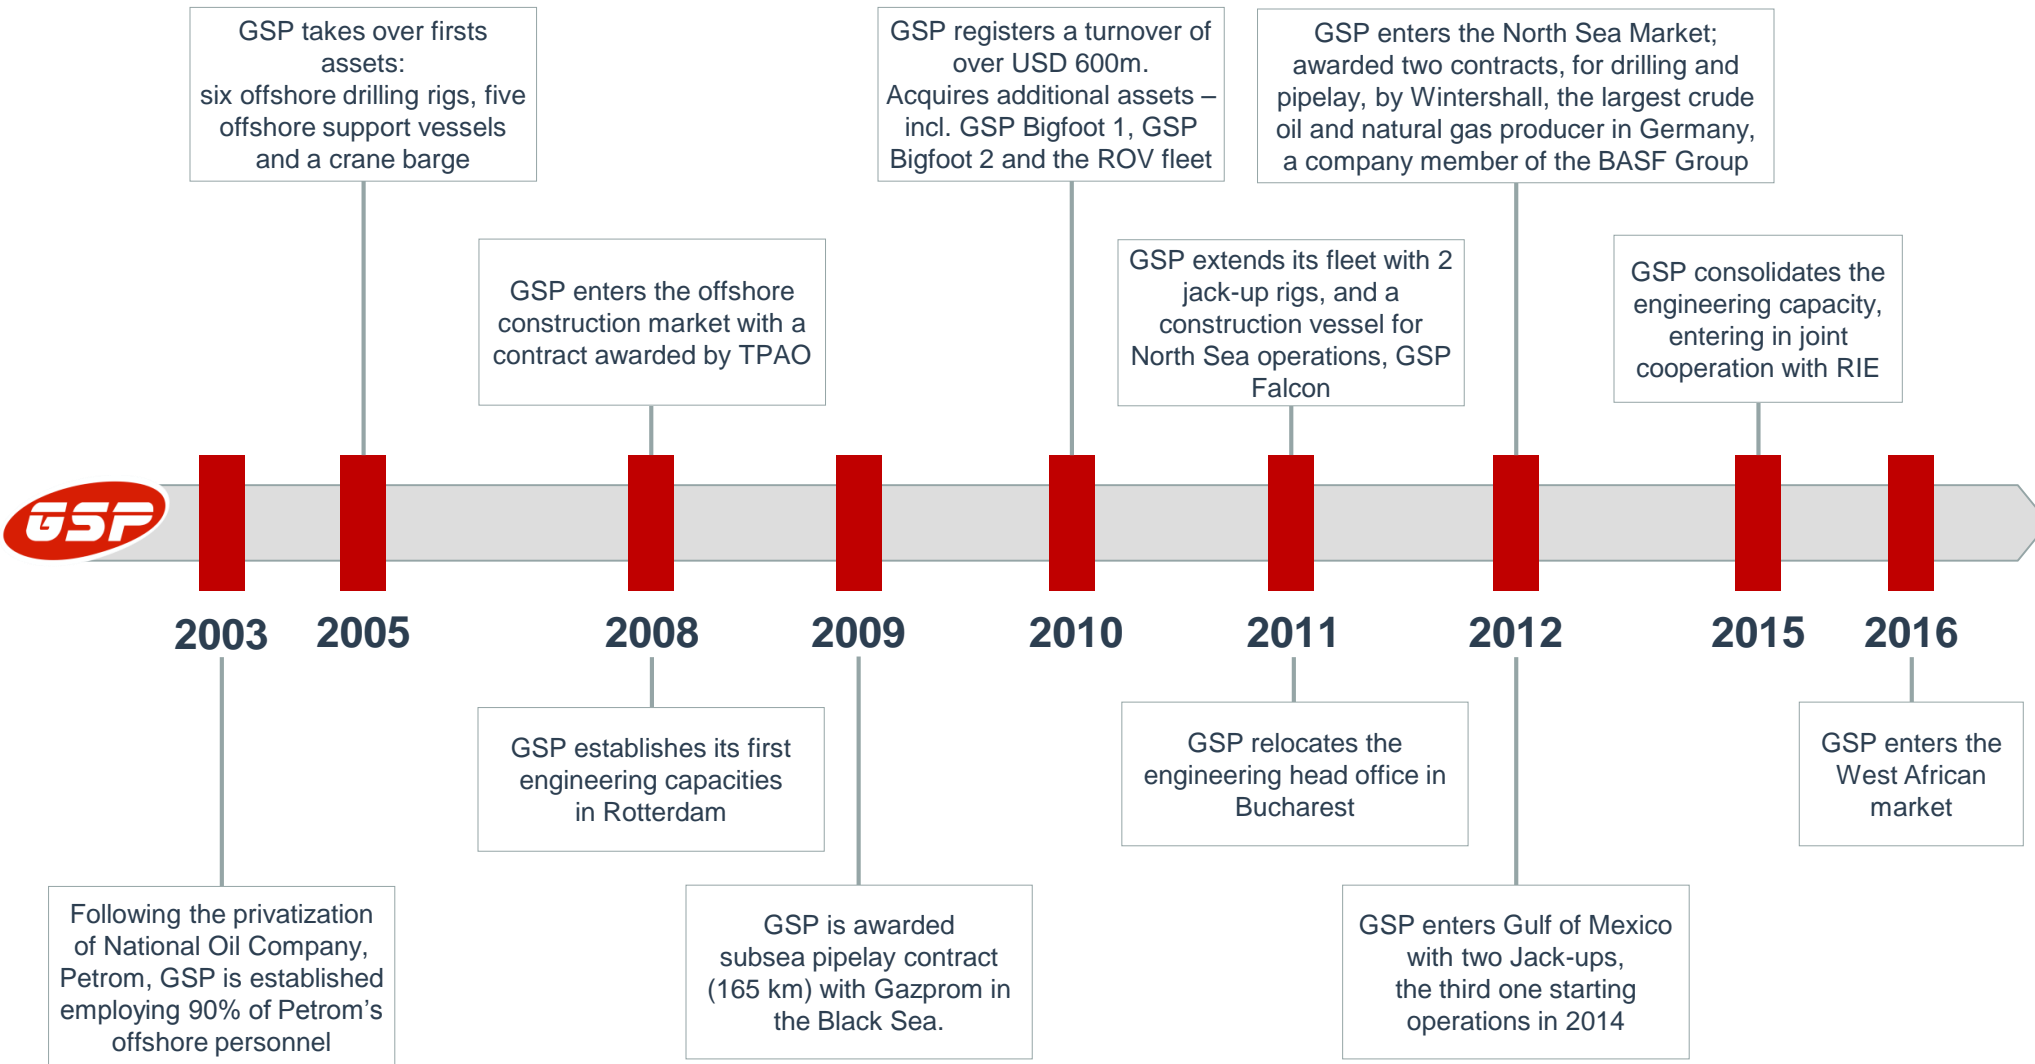 GSP takes over firsts
assets:
six offshore drilling rigs, five
offshore support vessels
and a crane barge
GSP registers a turnover of
over USD 600m.
Acquires additional assets –
incl. GSP Bigfoot 1, GSP
Bigfoot 2 and the ROV fleet
GSP enters the North Sea Market;
awarded two contracts, for drilling and
pipelay, by Wintershall, the largest crude
oil and natural gas producer in Germany,
a company member of the BASF Group
GSP enters the offshore
construction market with a
contract awarded by TPAO
GSP extends its fleet with 2
jack-up rigs, and a
construction vessel for
North Sea operations, GSP
Falcon
GSP consolidates the
engineering capacity,
entering in joint
cooperation with RIE
GSP
2003
2005
2008
2009
2010
2011
2012
2015
2016
GSP establishes its first
engineering capacities
in Rotterdam
GSP relocates the
engineering head office in
Bucharest
GSP enters the
West African
market
Following the privatization
of National Oil Company,
Petrom, GSP is established
employing 90% of Petrom’s
offshore personnel
GSP is awarded
subsea pipelay contract
(165 km) with Gazprom in
the Black Sea.
GSP enters Gulf of Mexico
with two Jack-ups,
the third one starting
operations in 2014